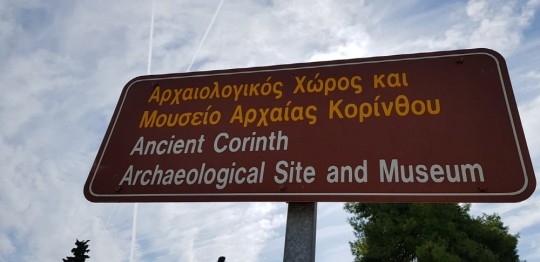 Αρχαιολογικός Χώρος και
Μουσείο Αρχαίας Κορίνθου
Ancient Corinth
Archaeological Site and Museum